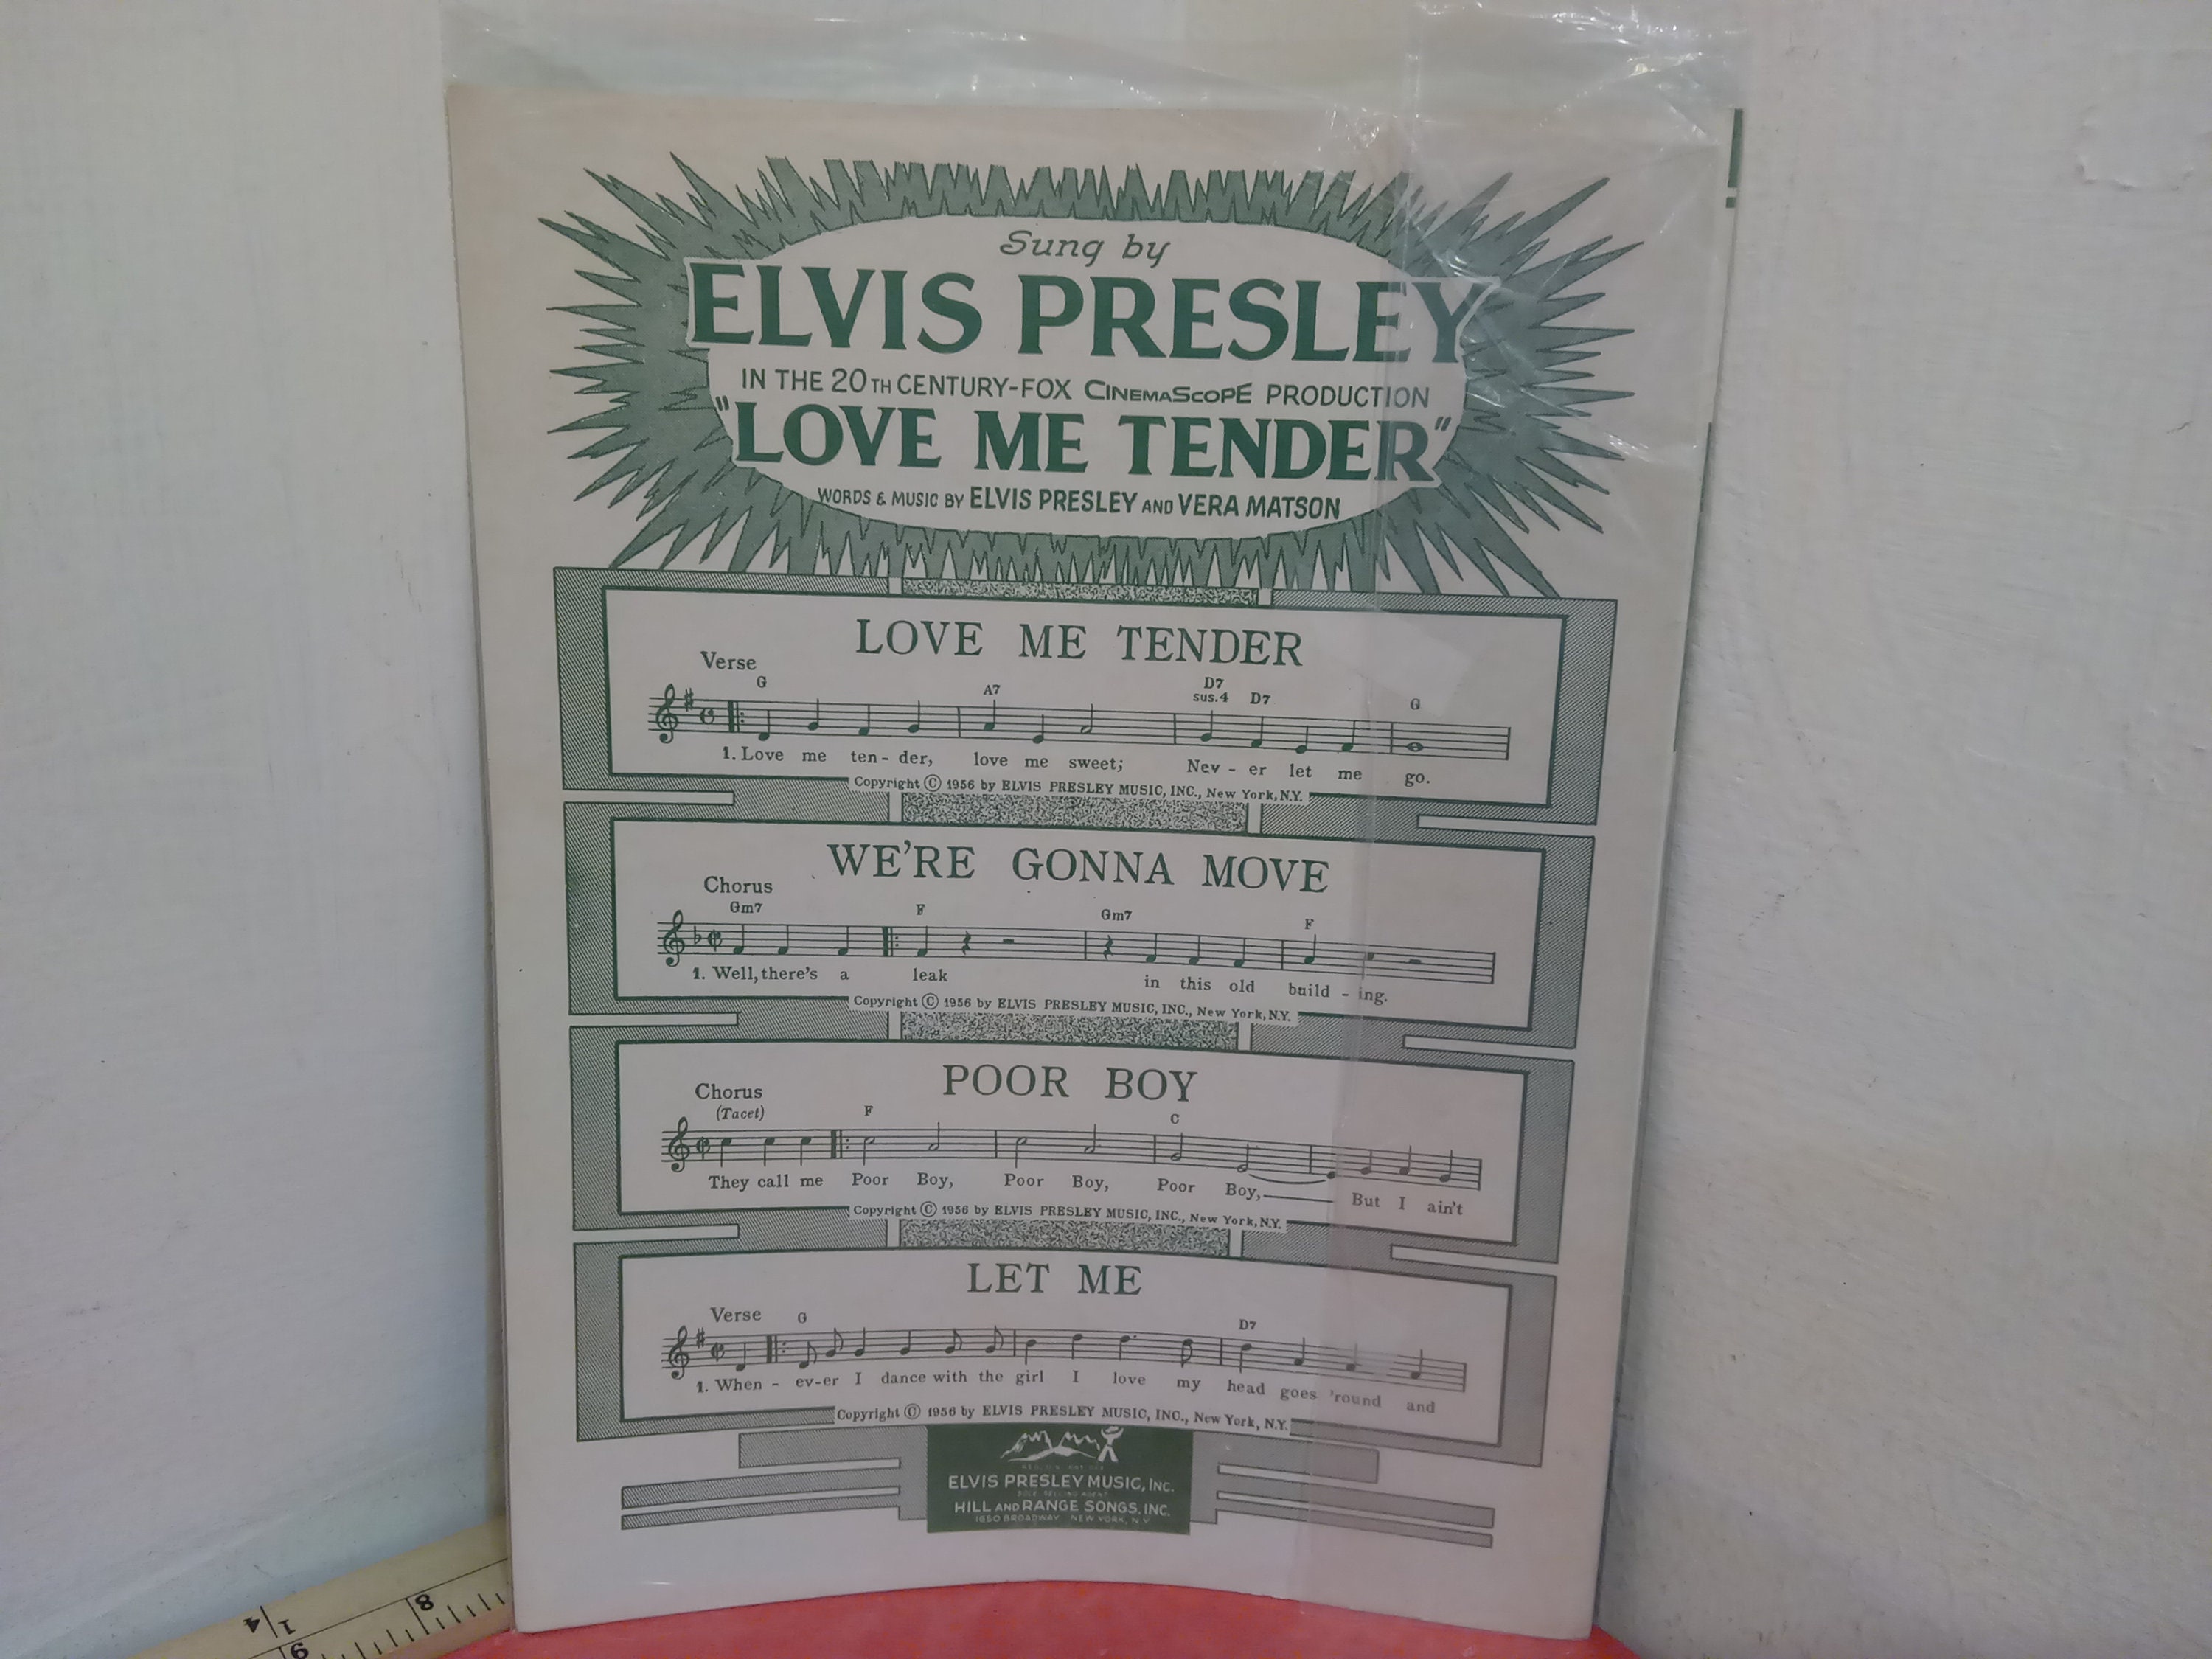 Sung by
ELVIS PRESLEY
IN THE 20TH CENTURY-FOX CINEMASCOPE PRODUCTION
"LOVE ME TENDER"
WORDS & MUSIC BY ELVIS PRESLEY AND VERA MATSON
LOVE ME TENDER
Verse
G A7 D7 sus.4 D7 G
1. Love me ten - der, love me sweet; Nev - er let me go.
Copyright © 1956 by ELVIS PRESLEY MUSIC, INC., New York, N.Y.
WE'RE GONNA MOVE
Chorus
Gm7 F Gm7 F
1. Well, there's a leak in this old build - ing.
Copyright © 1956 by ELVIS PRESLEY MUSIC, INC., New York, N.Y.
POOR BOY
Chorus
(Tacet) F C
They call me Poor Boy, Poor Boy, Poor Boy, But I ain't
Copyright © 1956 by ELVIS PRESLEY MUSIC, INC., New York, N.Y.
LET ME
Verse G D7
1. When - ev-er I dance with the girl I love my head goes 'round and
Copyright © 1956 by ELVIS PRESLEY MUSIC, INC., New York, N.Y.
ELVIS PRESLEY MUSIC, INC.
SOLE SELLING AGENT
HILL AND RANGE SONGS, INC.
1650 BROADWAY NEW YORK, N.Y.
1/4 8
9